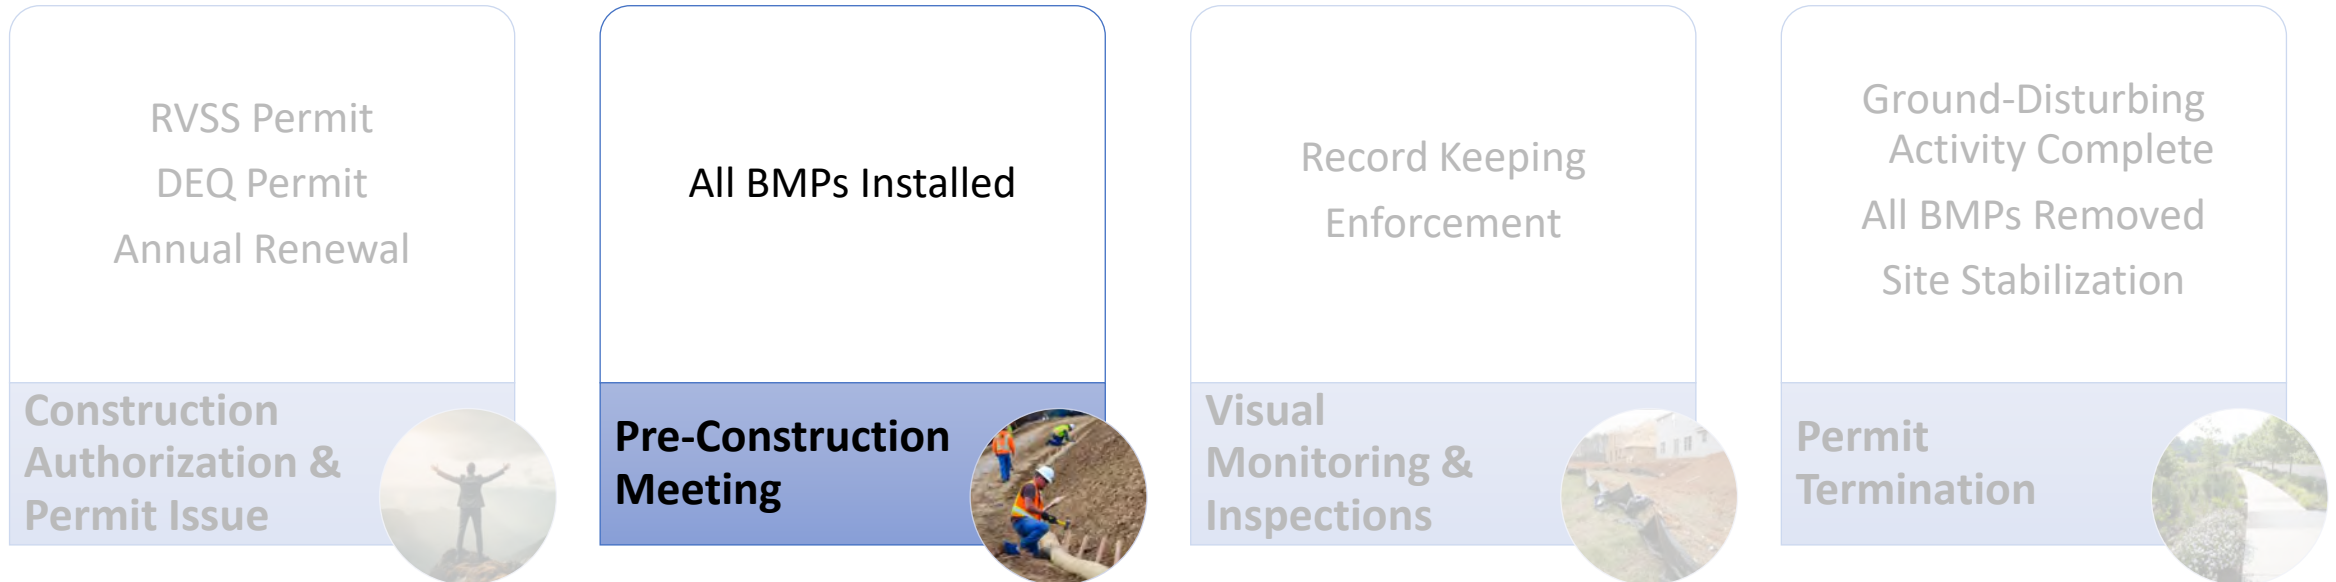 RVSS Permit
DEQ Permit
Annual Renewal
Construction
Authorization &
Permit Issue
All BMPs Installed
Pre-Construction
Meeting
Record Keeping
Enforcement
Visual
Monitoring &
Inspections
Ground-Disturbing
Activity Complete
All BMPs Removed
Site Stabilization
Permit
Termination